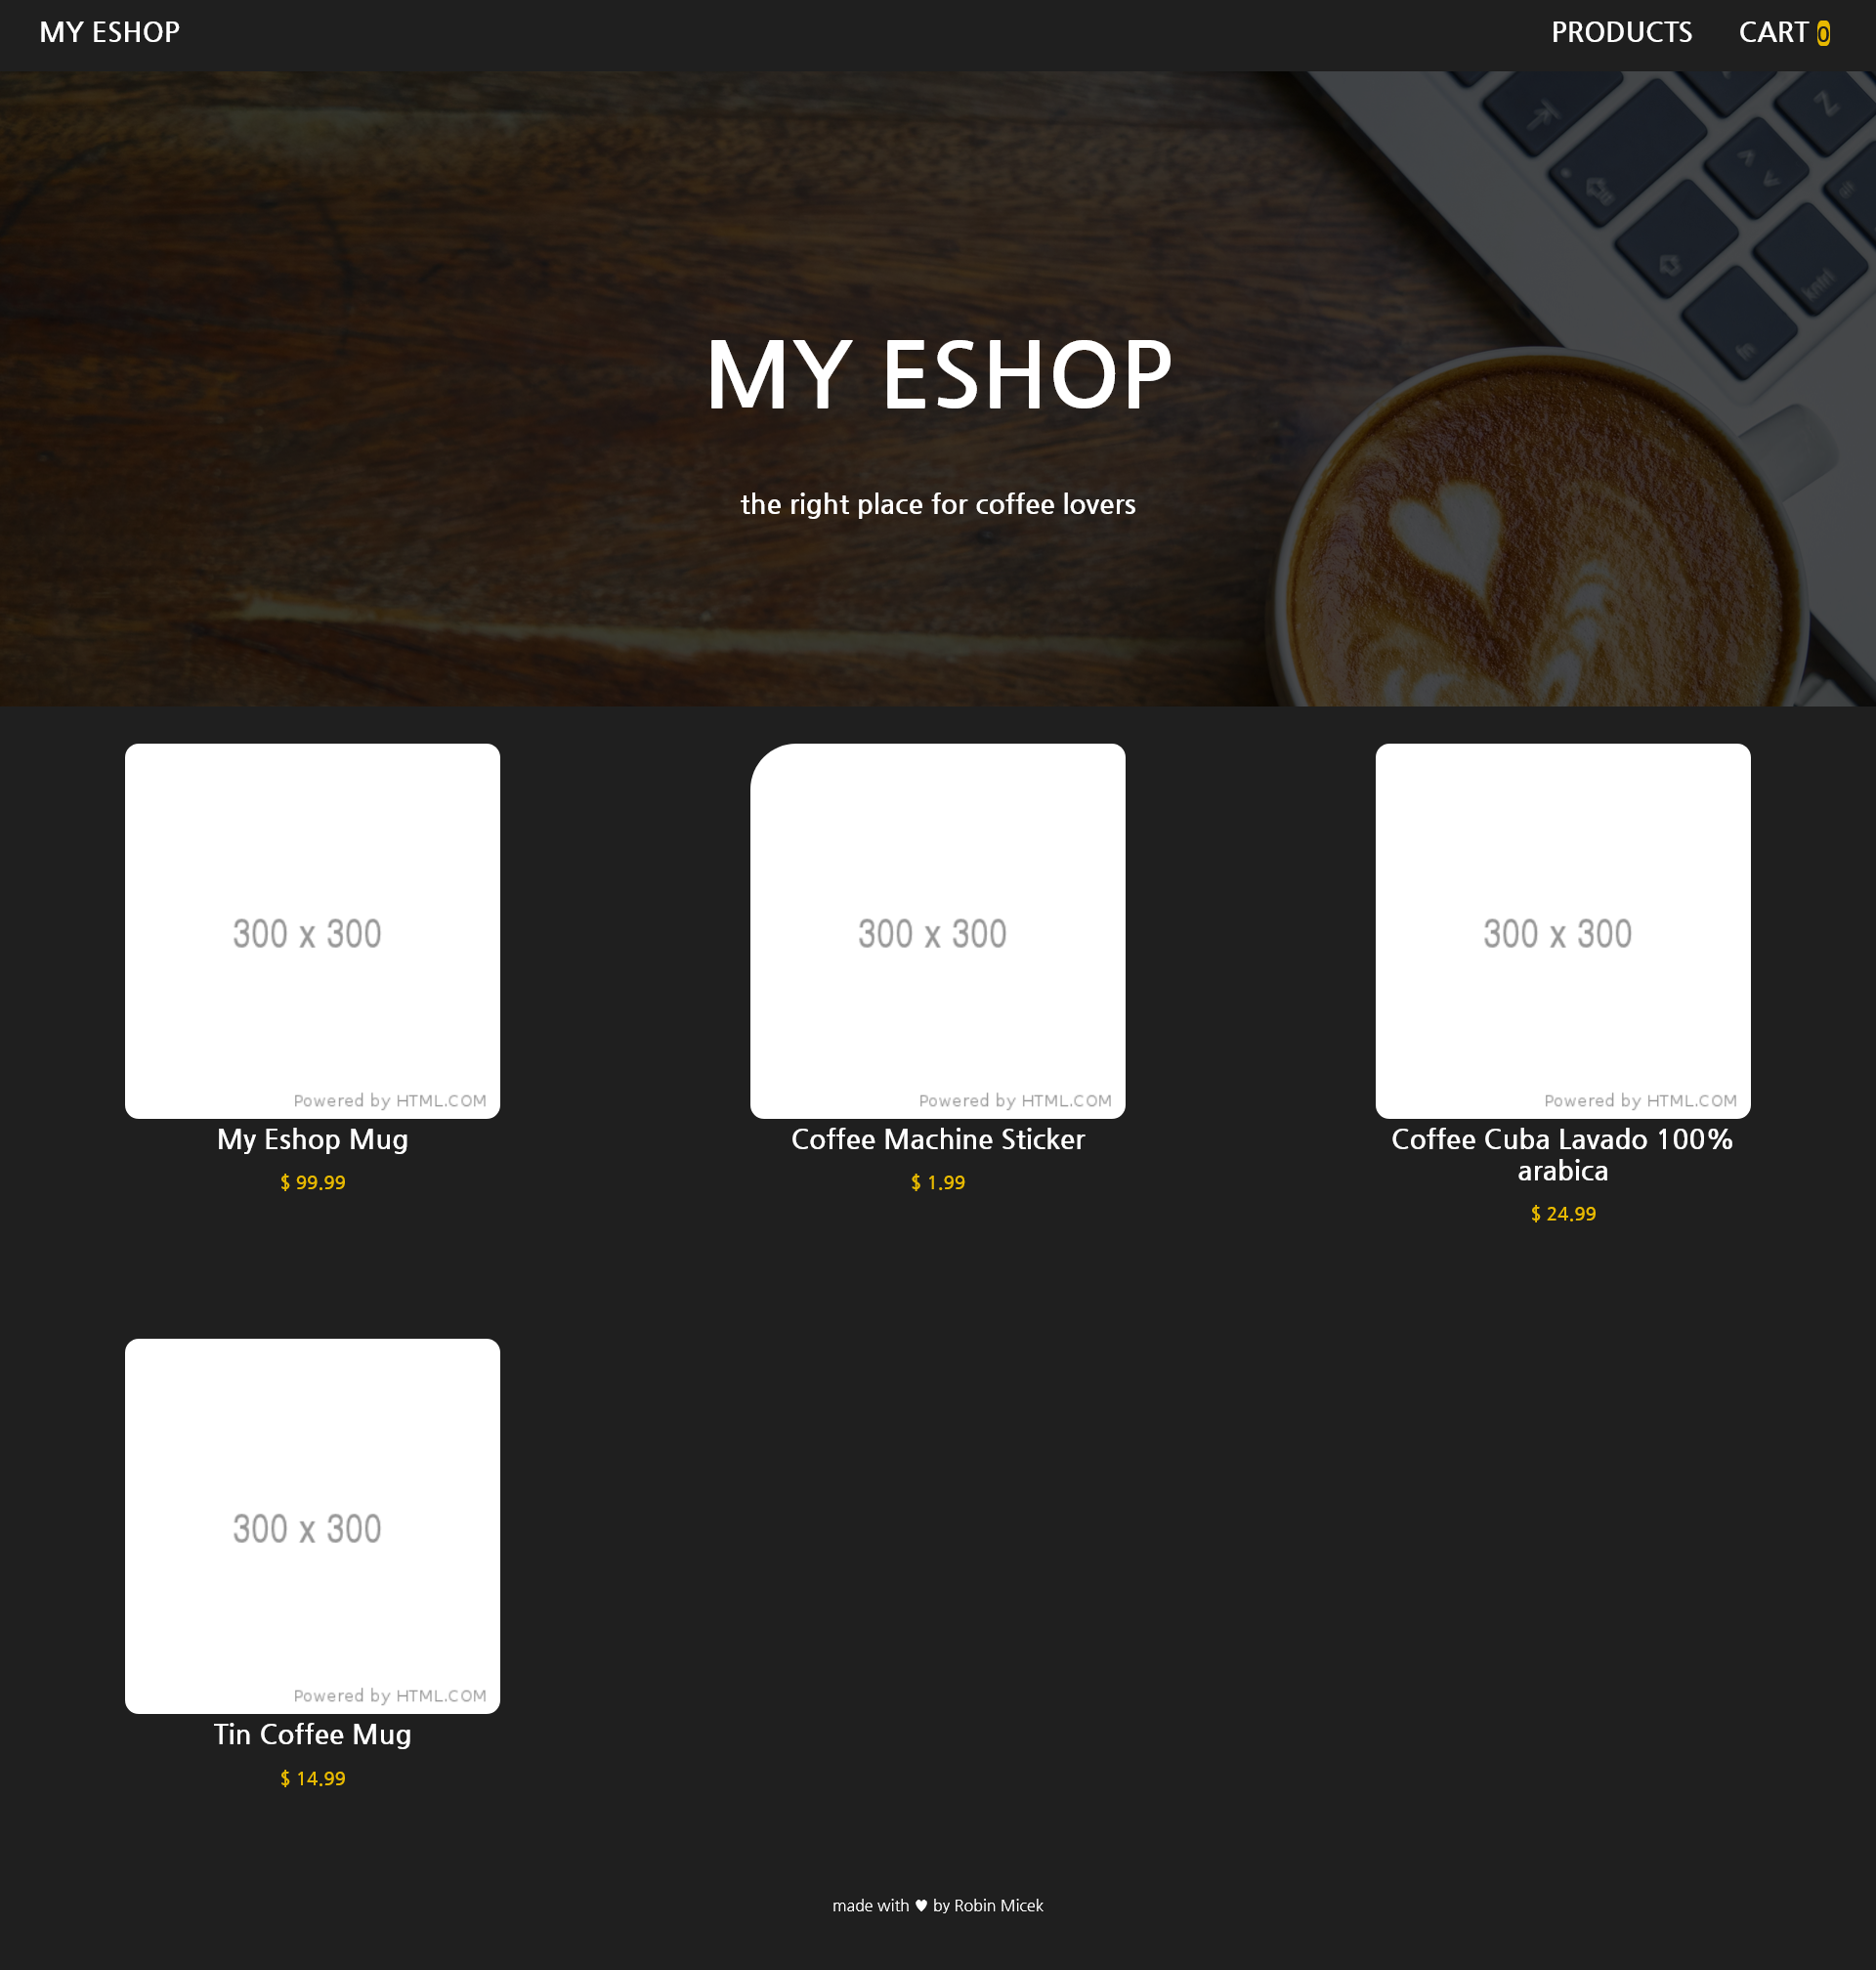 MY ESHOP
PRODUCTS
CART 0
Z
alt
kntrl
fn
MY ESHOP
the right place for coffee lovers
300 x 300
Powered by HTML.COM
My Eshop Mug
$ 99.99
300 x 300
Powered by HTML.COM
Coffee Machine Sticker
$ 1.99
300 x 300
Powered by HTML.COM
Coffee Cuba Lavado 100%
arabica
$ 24.99
300 x 300
Powered by HTML.COM
Tin Coffee Mug
$ 14.99
made with ♥ by Robin Micek